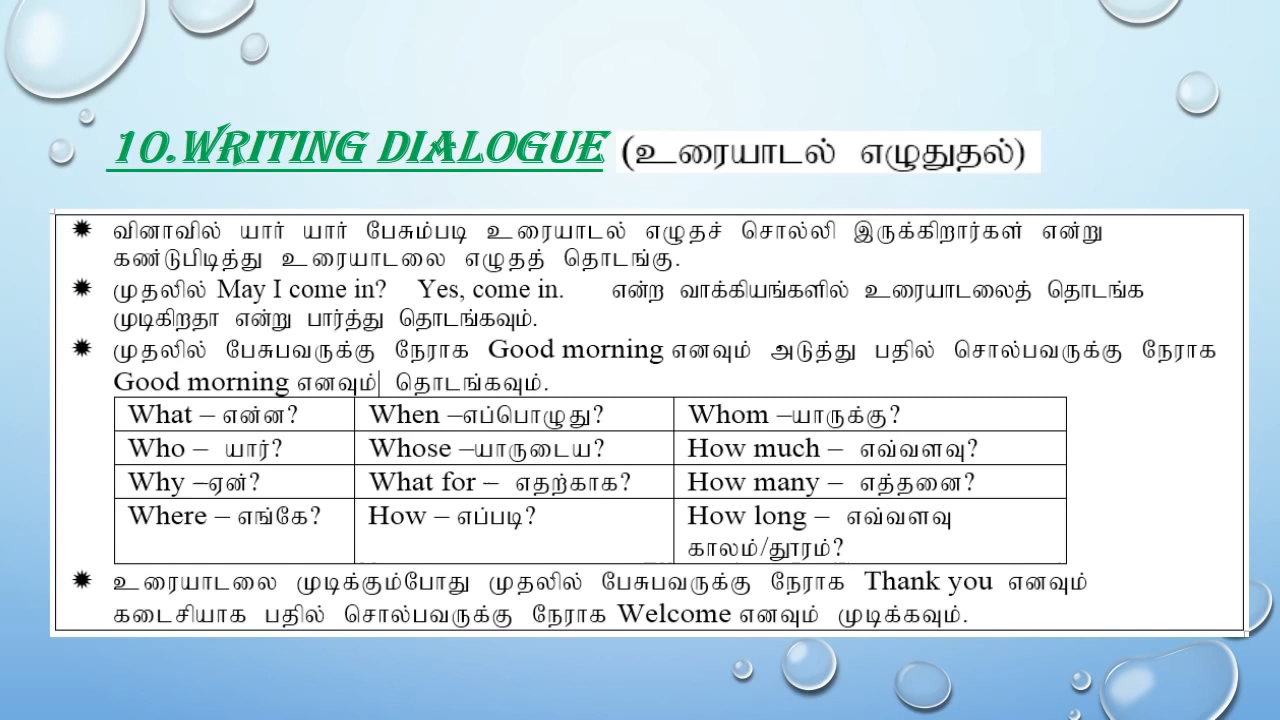 10.WRITING DIALOGUE (உரையாடல் எழுதுதல்)
வினாவில் யார் யார் பேசும்படி உரையாடல் எழுதச் சொல்லி இருக்கிறார்கள் என்று
கண்டுபிடித்து உரையாடலை எழுதத் தொடங்கு.
முதலில் May I come in? Yes, come in. என்ற வாக்கியங்களில் உரையாடலைத் தொடங்க
முடிகிறதா என்று பார்த்து தொடங்கவும்.
முதலில் பேசுபவருக்கு நேராக Good morning எனவும் அடுத்து பதில் சொல்பவருக்கு நேராக
Good morning எனவும் தொடங்கவும்.
What – என்ன? When –எப்பொழுது? Whom –யாருக்கு?
Who – யார்? Whose –யாருடைய? How much – எவ்வளவு?
Why –ஏன்? What for – எதற்காக? How many – எத்தனை?
Where – எங்கே? How – எப்படி? How long – எவ்வளவு
காலம்/தூரம்?
உரையாடலை முடிக்கும்போது முதலில் பேசுபவருக்கு நேராக Thank you எனவும்
கடைசியாக பதில் சொல்பவருக்கு நேராக Welcome எனவும் முடிக்கவும்.